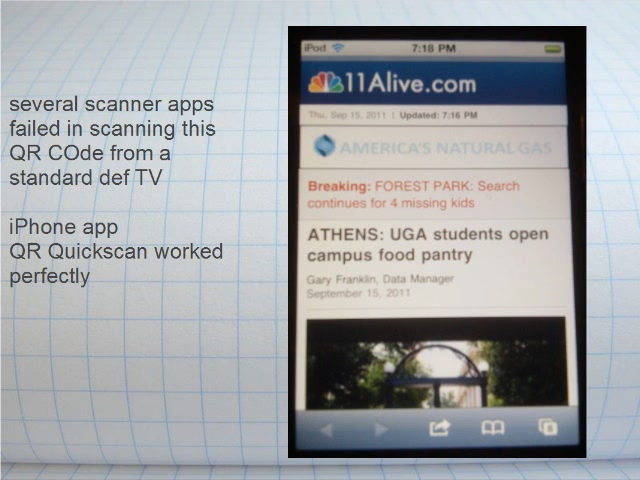 several scanner apps
failed in scanning this
QR COde from a
standard def TV
iPhone app
QR Quickscan worked
perfectly
iPod 7:18 PM
11Alive.com
Thu, Sep 15, 2011 | Updated: 7:16 PM
AMERICA'S NATURAL GAS
Breaking: FOREST PARK: Search
continues for 4 missing kids
ATHENS: UGA students open
campus food pantry
Gary Franklin, Data Manager
September 15, 2011